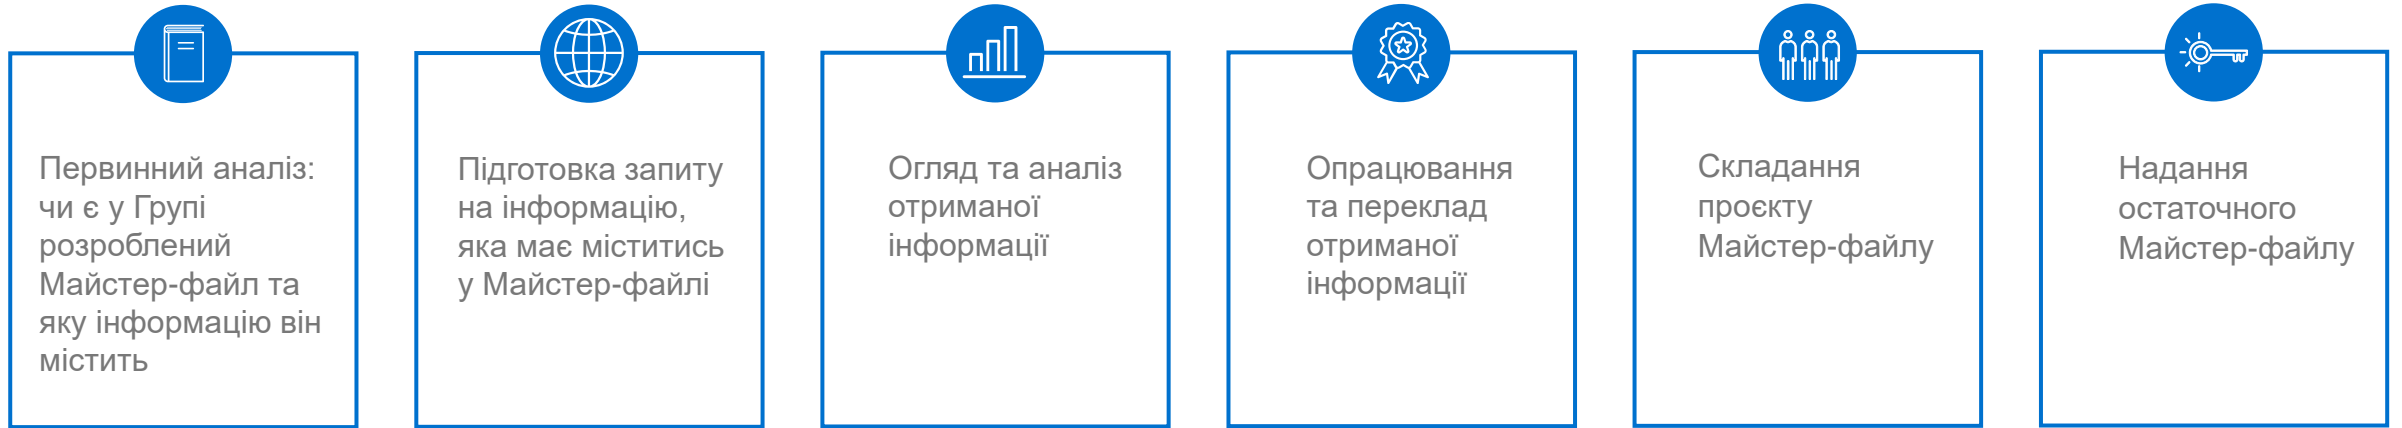 Первинний аналіз:
чи є у Групі
розроблений
Майстер-файл та
яку інформацію він
містить
Підготовка запиту
на інформацію,
яка має міститись
у Майстер-файлі
Огляд та аналіз
отриманої
інформації
Опрацювання
та переклад
отриманої
інформації
Складання
проєкту
Майстер-файлу
Надання
остаточного
Майстер-файлу